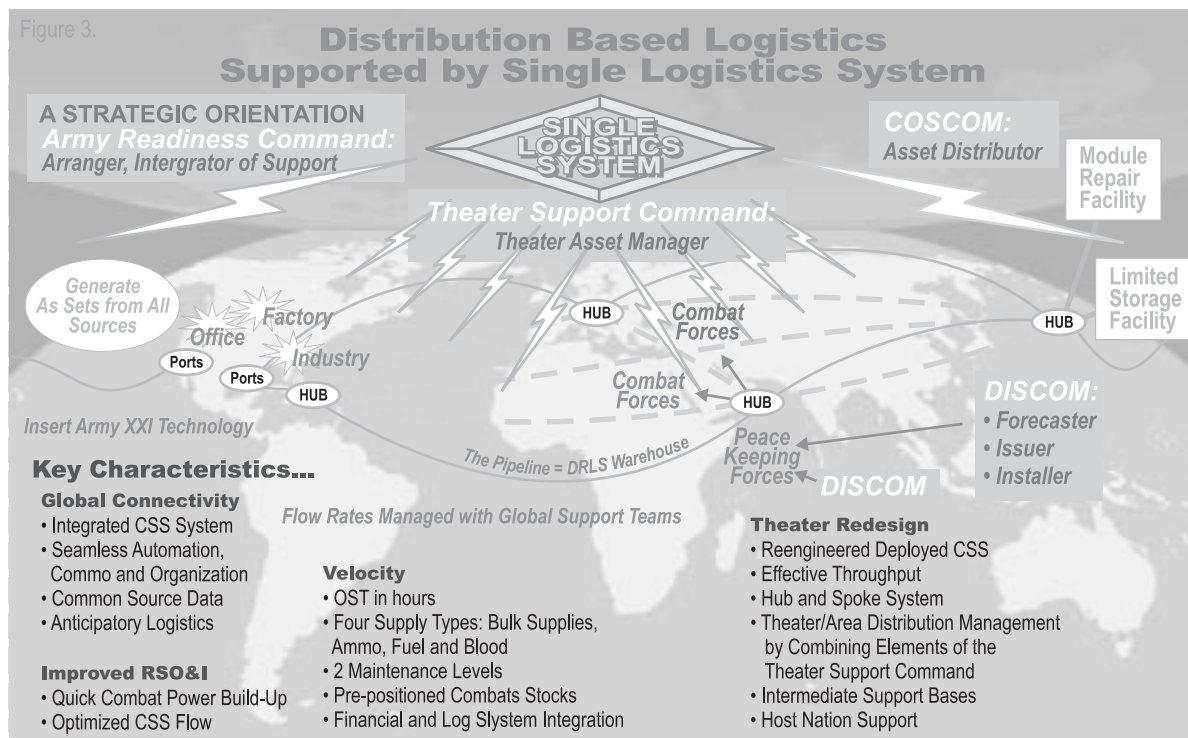 Figure 3.
Distribution Based Logistics
Supported by Single Logistics System
A STRATEGIC ORIENTATION
Army Readiness Command:
Arranger, Intergrator of Support
SINGLE
LOGISTICS
SYSTEM
COSCOM:
Asset Distributor
Module
Repair
Facility
Theater Support Command:
Theater Asset Manager
Generate
As Sets from All
Sources
Office
Factory
Industry
Ports
Ports
HUB
HUB
Combat
Forces
Combat
Forces
HUB
HUB
Limited
Storage
Facility
Insert Army XXI Technology
The Pipeline = DRLS Warehouse
Peace
Keeping
Forces
DISCOM
DISCOM:
• Forecaster
• Issuer
• Installer
Key Characteristics...
Global Connectivity
• Integrated CSS System
• Seamless Automation,
Commo and Organization
• Common Source Data
• Anticipatory Logistics
Improved RSO&I
• Quick Combat Power Build-Up
• Optimized CSS Flow
Flow Rates Managed with Global Support Teams
Velocity
• OST in hours
• Four Supply Types: Bulk Supplies,
Ammo, Fuel and Blood
• 2 Maintenance Levels
• Pre-positioned Combats Stocks
• Financial and Log Slystem Integration
Theater Redesign
• Reengineered Deployed CSS
• Effective Throughput
• Hub and Spoke System
• Theater/Area Distribution Management
by Combining Elements of the
Theater Support Command
• Intermediate Support Bases
• Host Nation Support